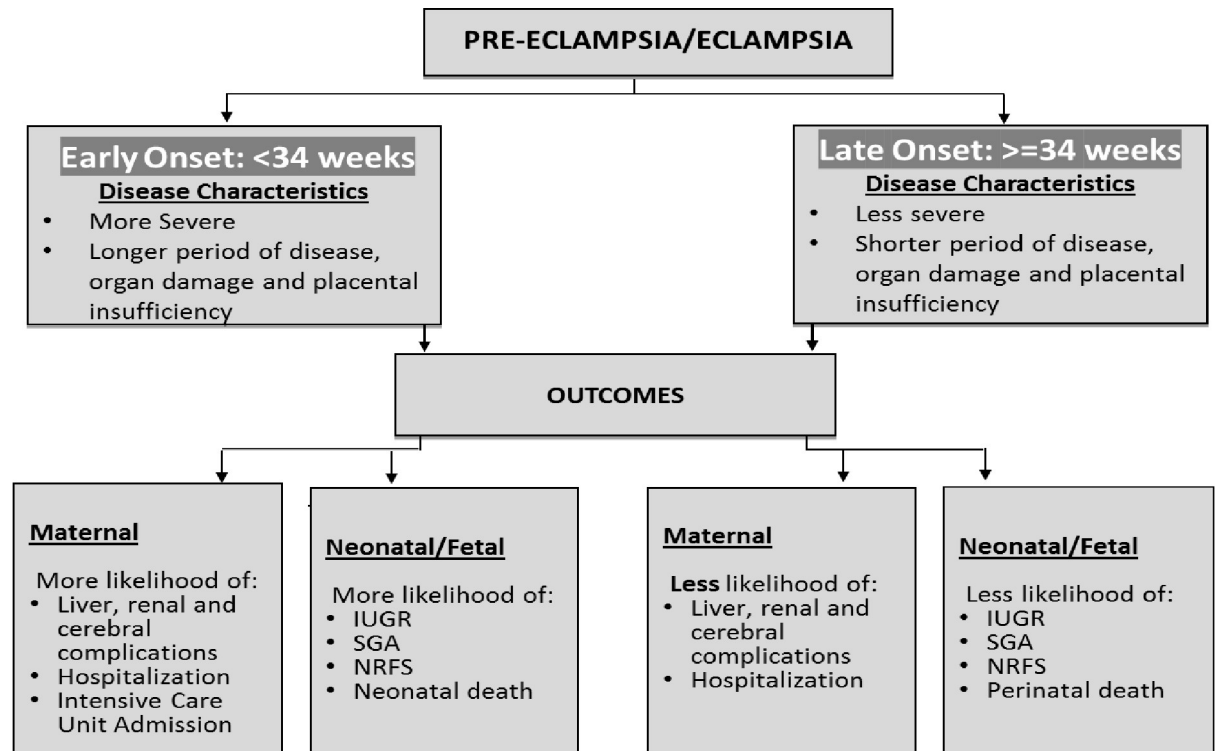 PRE-ECLAMPSIA/ECLAMPSIA
Early Onset: <34 weeks
Disease Characteristics
• More Severe
• Longer period of disease,
organ damage and placental
insufficiency
Late Onset: >=34 weeks
Disease Characteristics
• Less severe
• Shorter period of disease,
organ damage and placental
insufficiency
OUTCOMES
Maternal
More likelihood of:
• Liver, renal and
cerebral
complications
• Hospitalization
• Intensive Care
Unit Admission
Neonatal/Fetal
More likelihood of:
• IUGR
• SGA
• NRFS
• Neonatal death
Maternal
Less likelihood of:
• Liver, renal and
cerebral
complications
• Hospitalization
Neonatal/Fetal
Less likelihood of:
• IUGR
• SGA
• NRFS
• Perinatal death